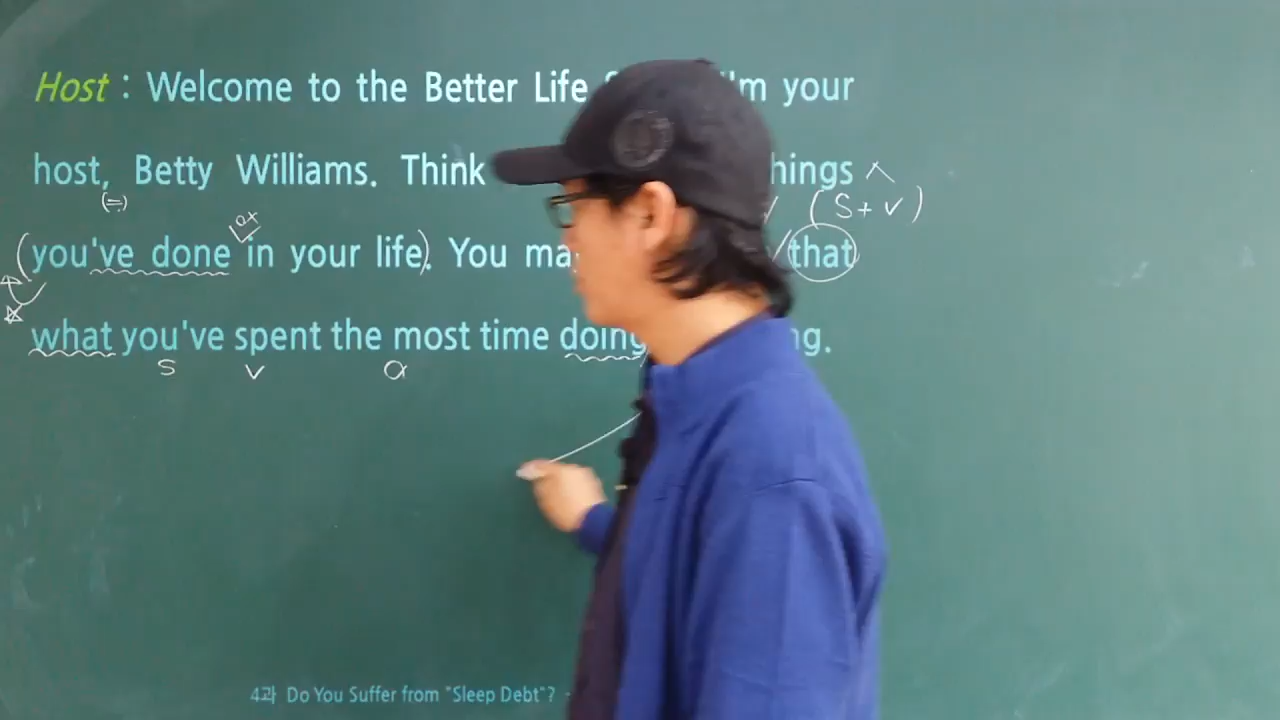 Host : Welcome to the Better Life I'm your
host, Betty Williams. Think
(=)
(S+V)
(you've done in your life). You that
what you've spent the most time doing
S V
4과 Do You Suffer from "Sleep Debt"?